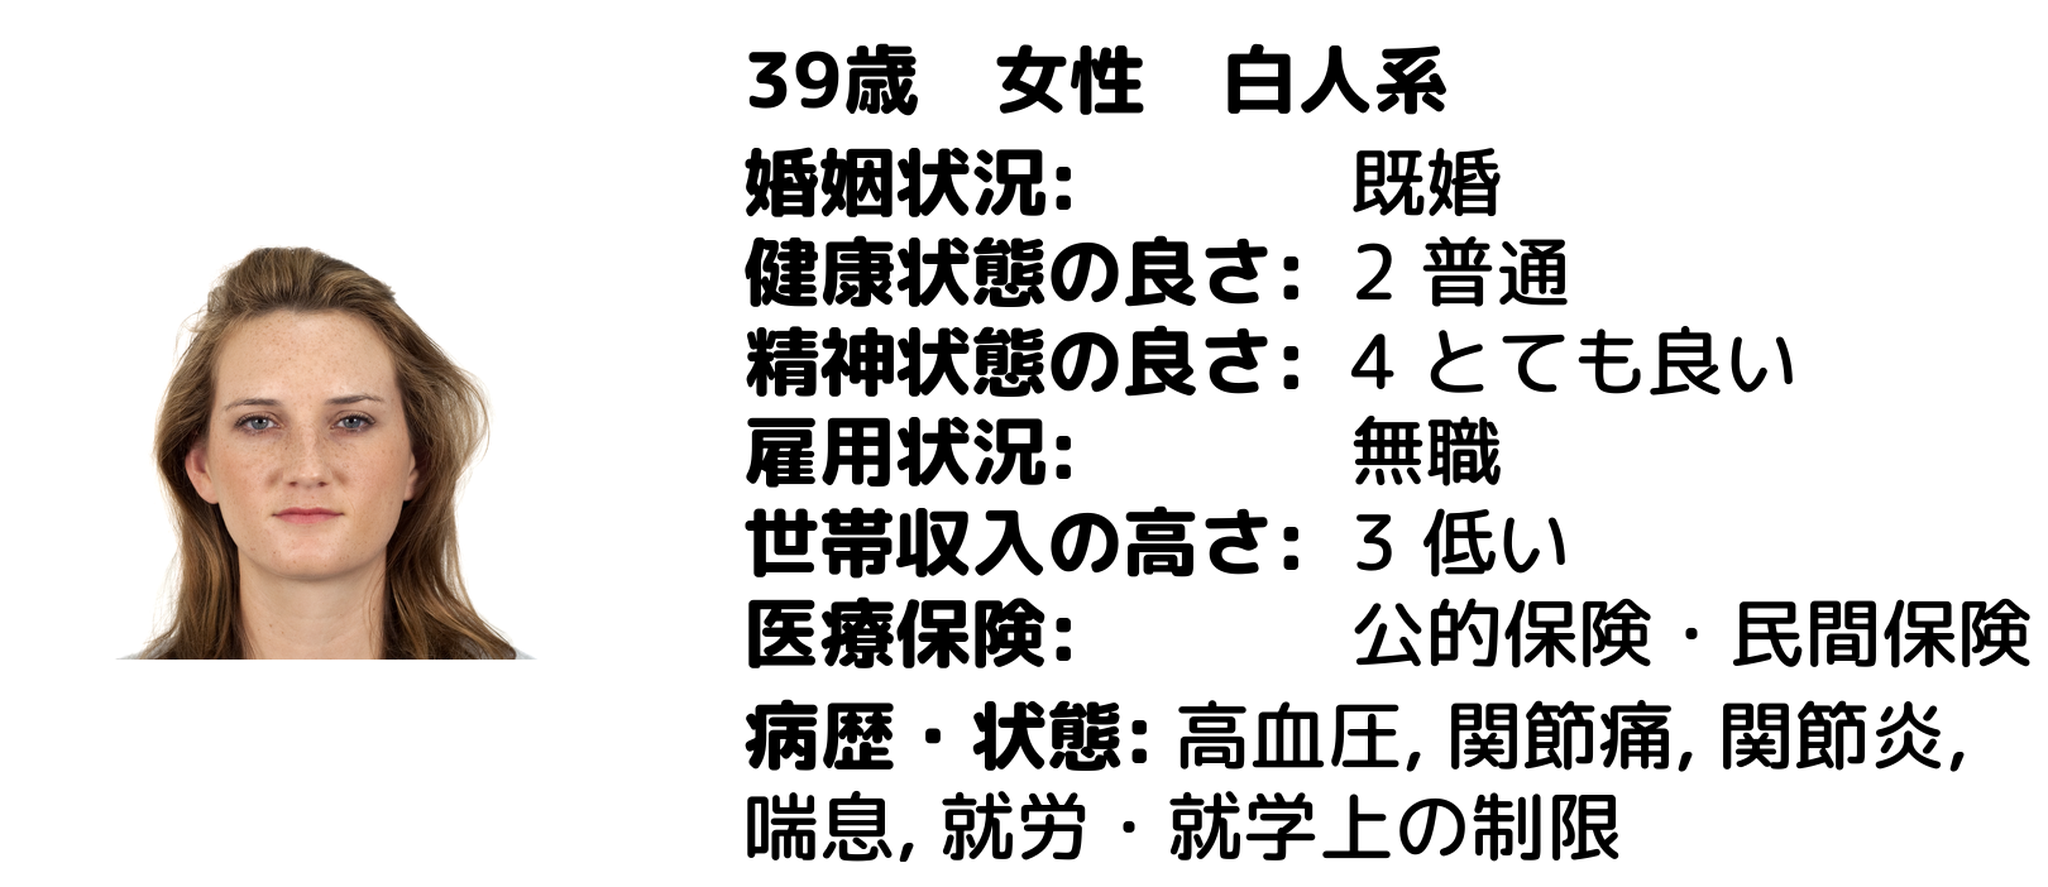 39歳　女性　白人系
婚姻状況: 既婚
健康状態の良さ: 2 普通
精神状態の良さ: 4 とても良い
雇用状況: 無職
世帯収入の高さ: 3 低い
医療保険: 公的保険・民間保険
病歴・状態: 高血圧, 関節痛, 関節炎,
喘息, 就労・就学上の制限